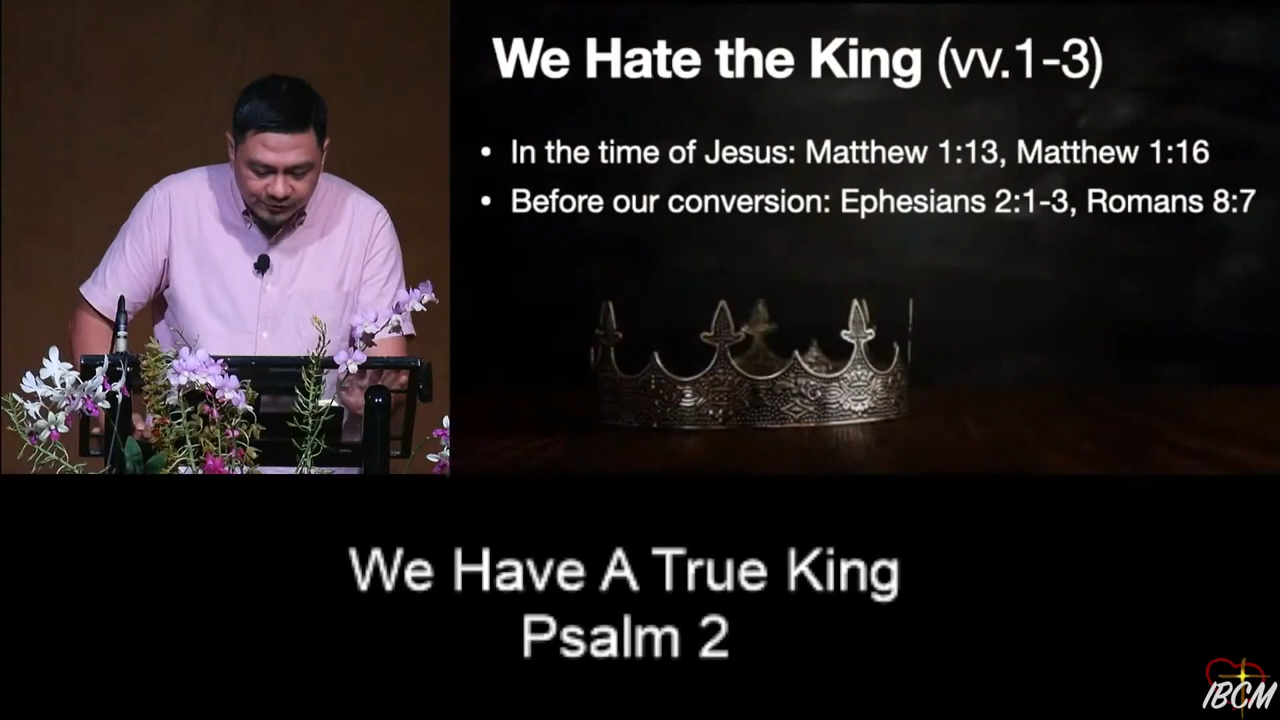 We Hate the King (vv.1-3)
• In the time of Jesus: Matthew 1:13, Matthew 1:16
• Before our conversion: Ephesians 2:1-3, Romans 8:7
We Have A True King
Psalm 2
IBCM